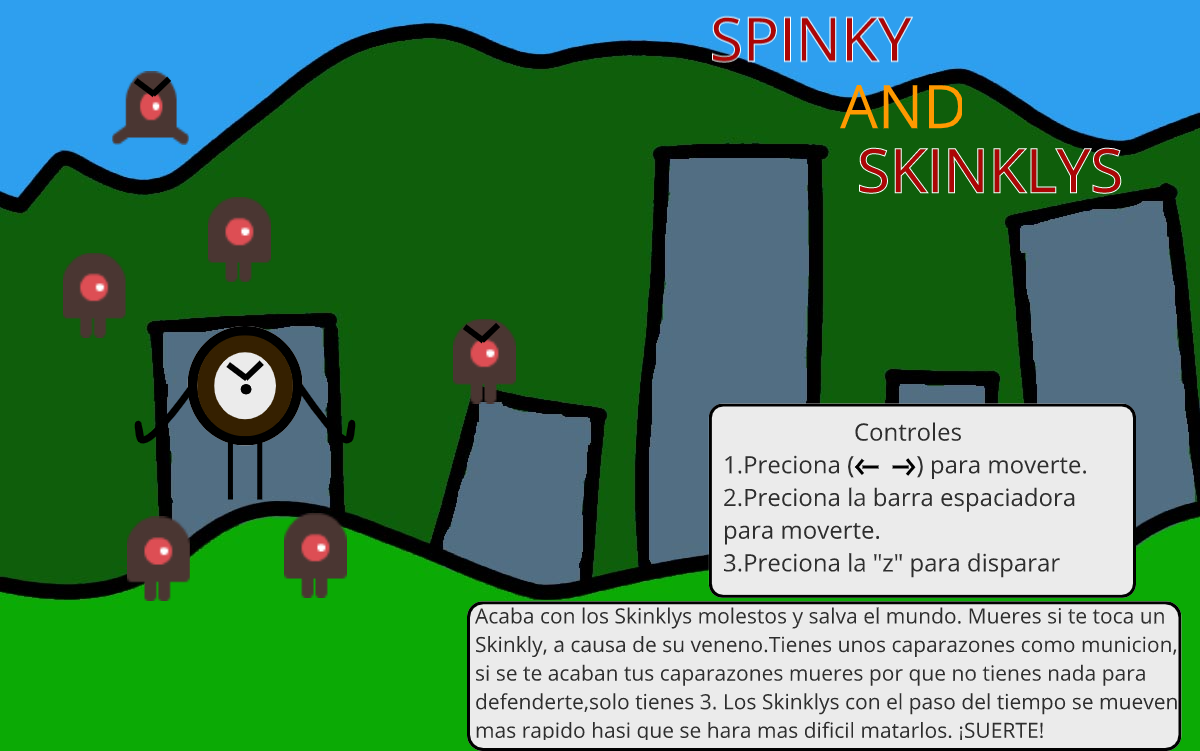 SPINKY
AND
SKINKLYS
Controles
1.Preciona (← →) para moverte.
2.Preciona la barra espaciadora
para moverte.
3.Preciona la "z" para disparar
Acaba con los Skinklys molestos y salva el mundo. Mueres si te toca un
Skinkly, a causa de su veneno.Tienes unos caparazones como municion,
si se te acaban tus caparazones mueres por que no tienes nada para
defenderte,solo tienes 3. Los Skinklys con el paso del tiempo se mueven
mas rapido hasi que se hara mas dificil matarlos. ¡SUERTE!